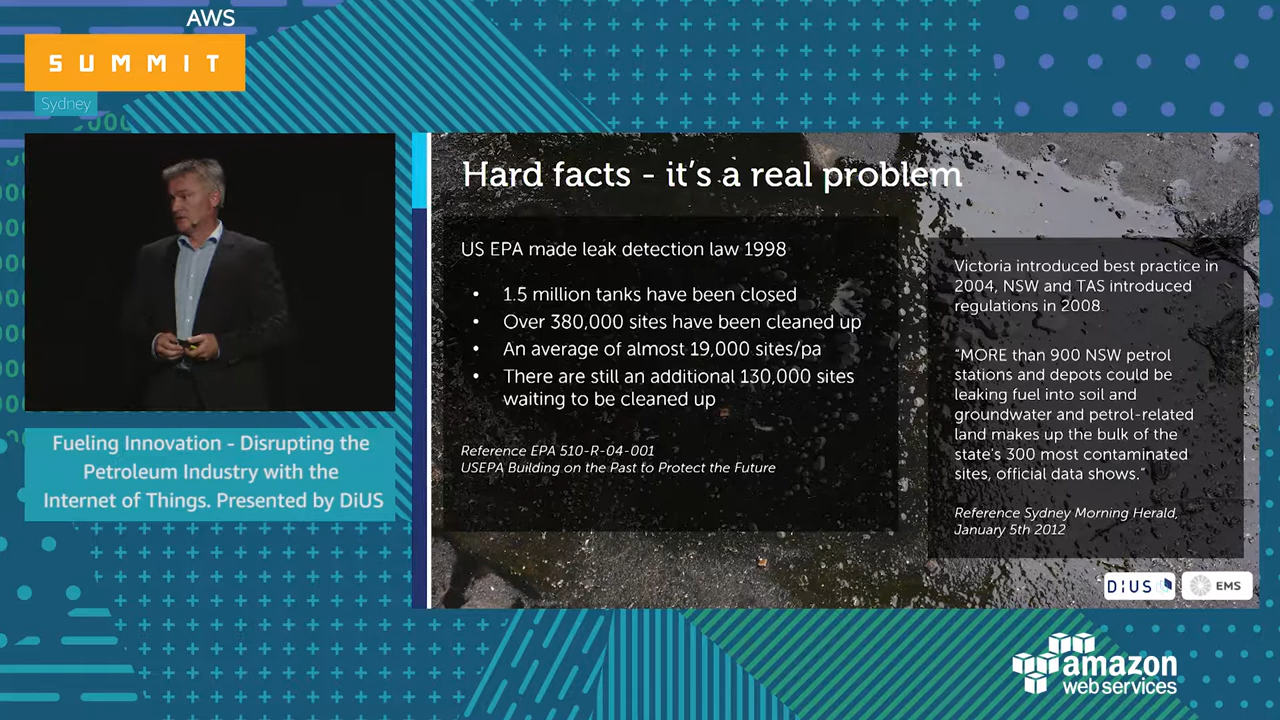 AWS
SUMMIT
Sydney
Hard facts - it's a real problem
US EPA made leak detection law 1998
• 1.5 million tanks have been closed
• Over 380,000 sites have been cleaned up
• An average of almost 19,000 sites/pa
• There are still an additional 130,000 sites
waiting to be cleaned up
Reference EPA 510-R-04-001
USEPA Building on the Past to Protect the Future
Victoria introduced best practice in
2004, NSW and TAS introduced
regulations in 2008.
“MORE than 900 NSW petrol
stations and depots could be
leaking fuel into soil and
groundwater and petrol-related
land makes up the bulk of the
state's 300 most contaminated
sites, official data shows.”
Reference Sydney Morning Herald,
January 5th 2012
DiUS
EMS
Fueling Innovation - Disrupting the
Petroleum Industry with the
Internet of Things. Presented by DiUS
amazon
web services